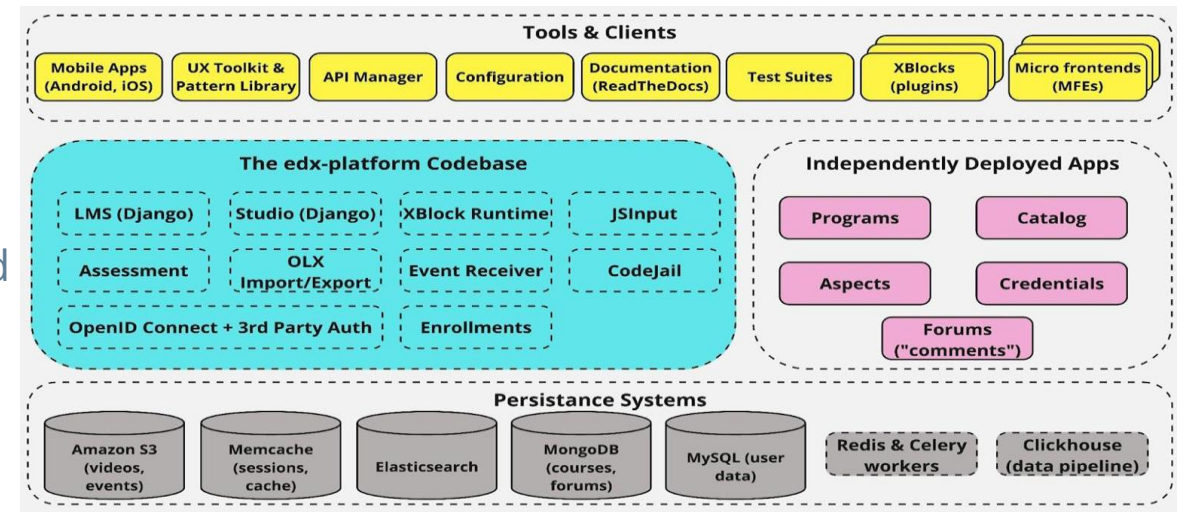 Tools & Clients
Mobile Apps
(Android, iOS)
UX Toolkit &
Pattern Library
API Manager
Configuration
Documentation
(ReadTheDocs)
Test Suites
XBlocks
(plugins)
Micro frontends
(MFEs)
The edx-platform Codebase
LMS (Django)
Studio (Django)
XBlock Runtime
JSInput
Assessment
OLX
Import/Export
Event Receiver
CodeJail
OpenID Connect + 3rd Party Auth
Enrollments
Independently Deployed Apps
Programs
Catalog
Aspects
Credentials
Forums
("comments")
Persistance Systems
Amazon S3
(videos,
events)
Memcache
(sessions,
cache)
Elasticsearch
MongoDB
(courses,
forums)
MySQL (user
data)
Redis & Celery
workers
Clickhouse
(data pipeline)